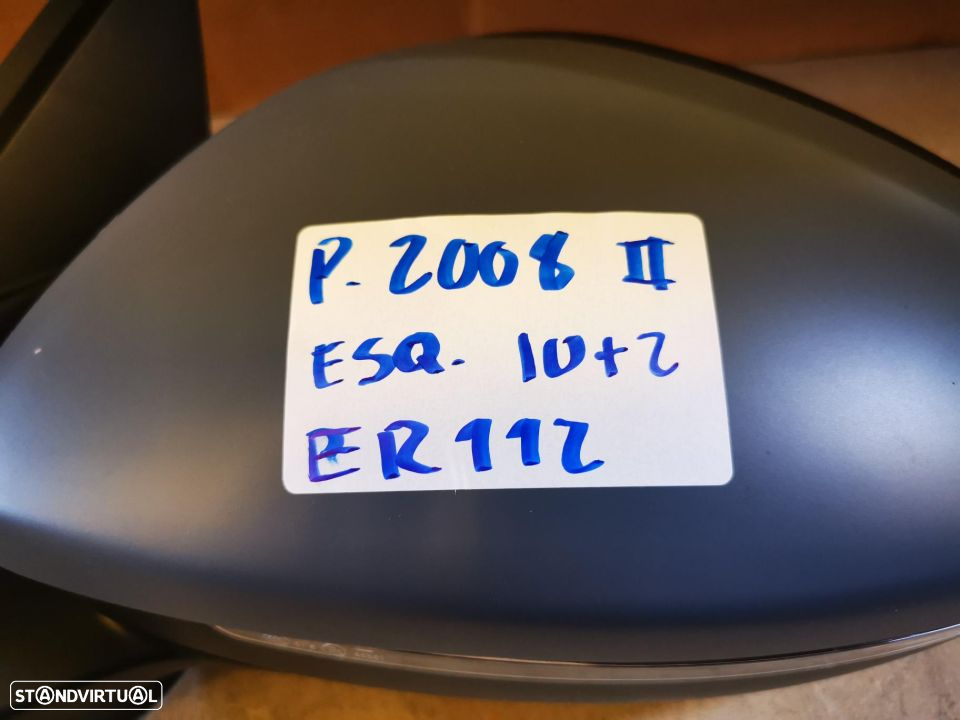 P. 2008 II
ESQ. 10+2
ER112
STANDVIRTUAL